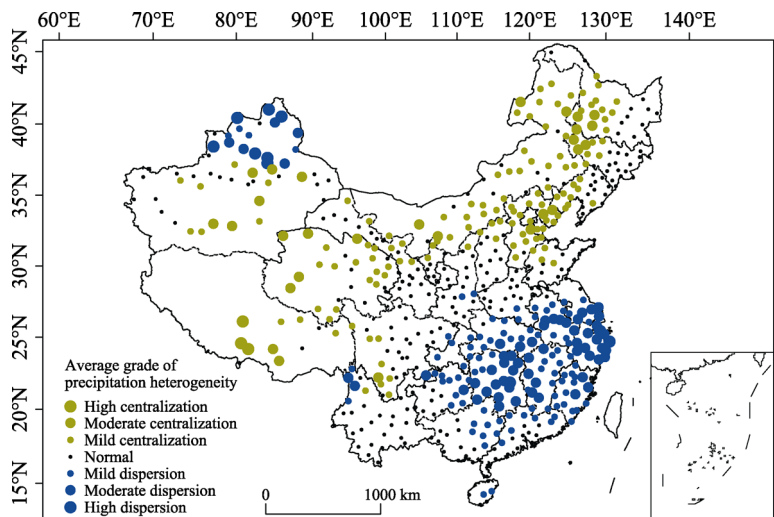 60°E 70°E 80°E 90°E 100°E 110°E 120°E 130°E 140°E
45°N
40°N
35°N
30°N
25°N
20°N
15°N
Average grade of
precipitation heterogeneity
High centralization
Moderate centralization
Mild centralization
Normal
Mild dispersion
Moderate dispersion
High dispersion
0 1000 km